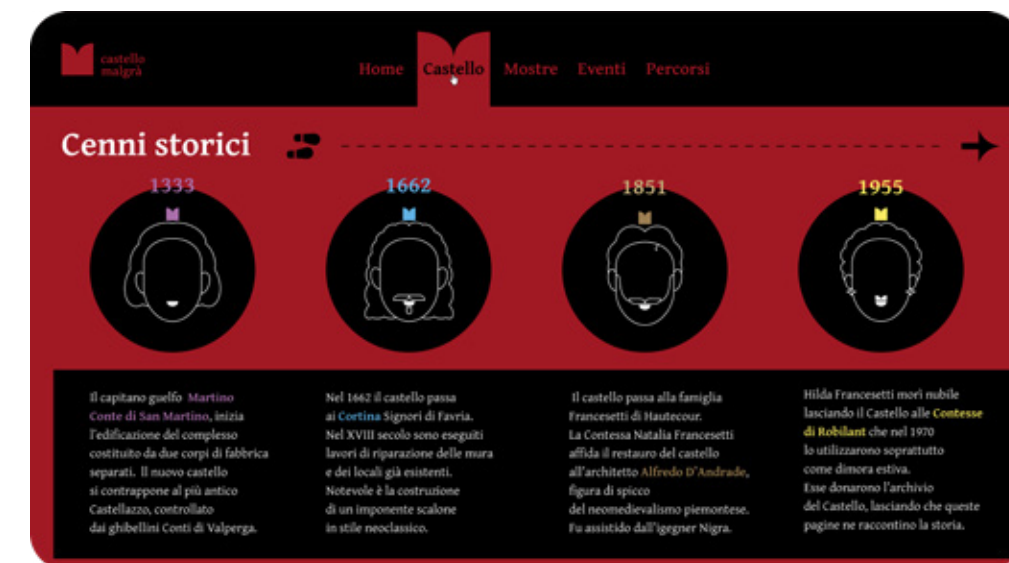 castello
malgrà
Home Castello Mostre Eventi Percorsi
Cenni storici
1333
1662
1851
1955
Il capitano guelfo Martino
Conte di San Martino, inizia
l'edificazione del complesso
costituito da due corpi di fabbrica
separati. Il nuovo castello
si contrappone al più antico
Castellazzo, controllato
dai ghibellini Conti di Valperga.
Nel 1662 il castello passa
ai Cortina Signori di Favria.
Nel XVIII secolo sono eseguiti
lavori di riparazione delle mura
e dei locali già esistenti.
Notevole è la costruzione
di un imponente scalone
in stile neoclassico.
Il castello passa alla famiglia
Francesetti di Hautecour.
La Contessa Natalia Francesetti
affida il restauro del castello
all'architetto Alfredo D'Andrade,
figura di spicco
del neomedievalismo piemontese.
Fu assistito dall'igegner Nigra.
Hilda Francesetti morì nubile
lasciando il Castello alle Contesse
di Robilant che nel 1970
lo utilizzarono soprattutto
come dimora estiva.
Esse donarono l'archivio
del Castello, lasciando che queste
pagine ne raccontino la storia.